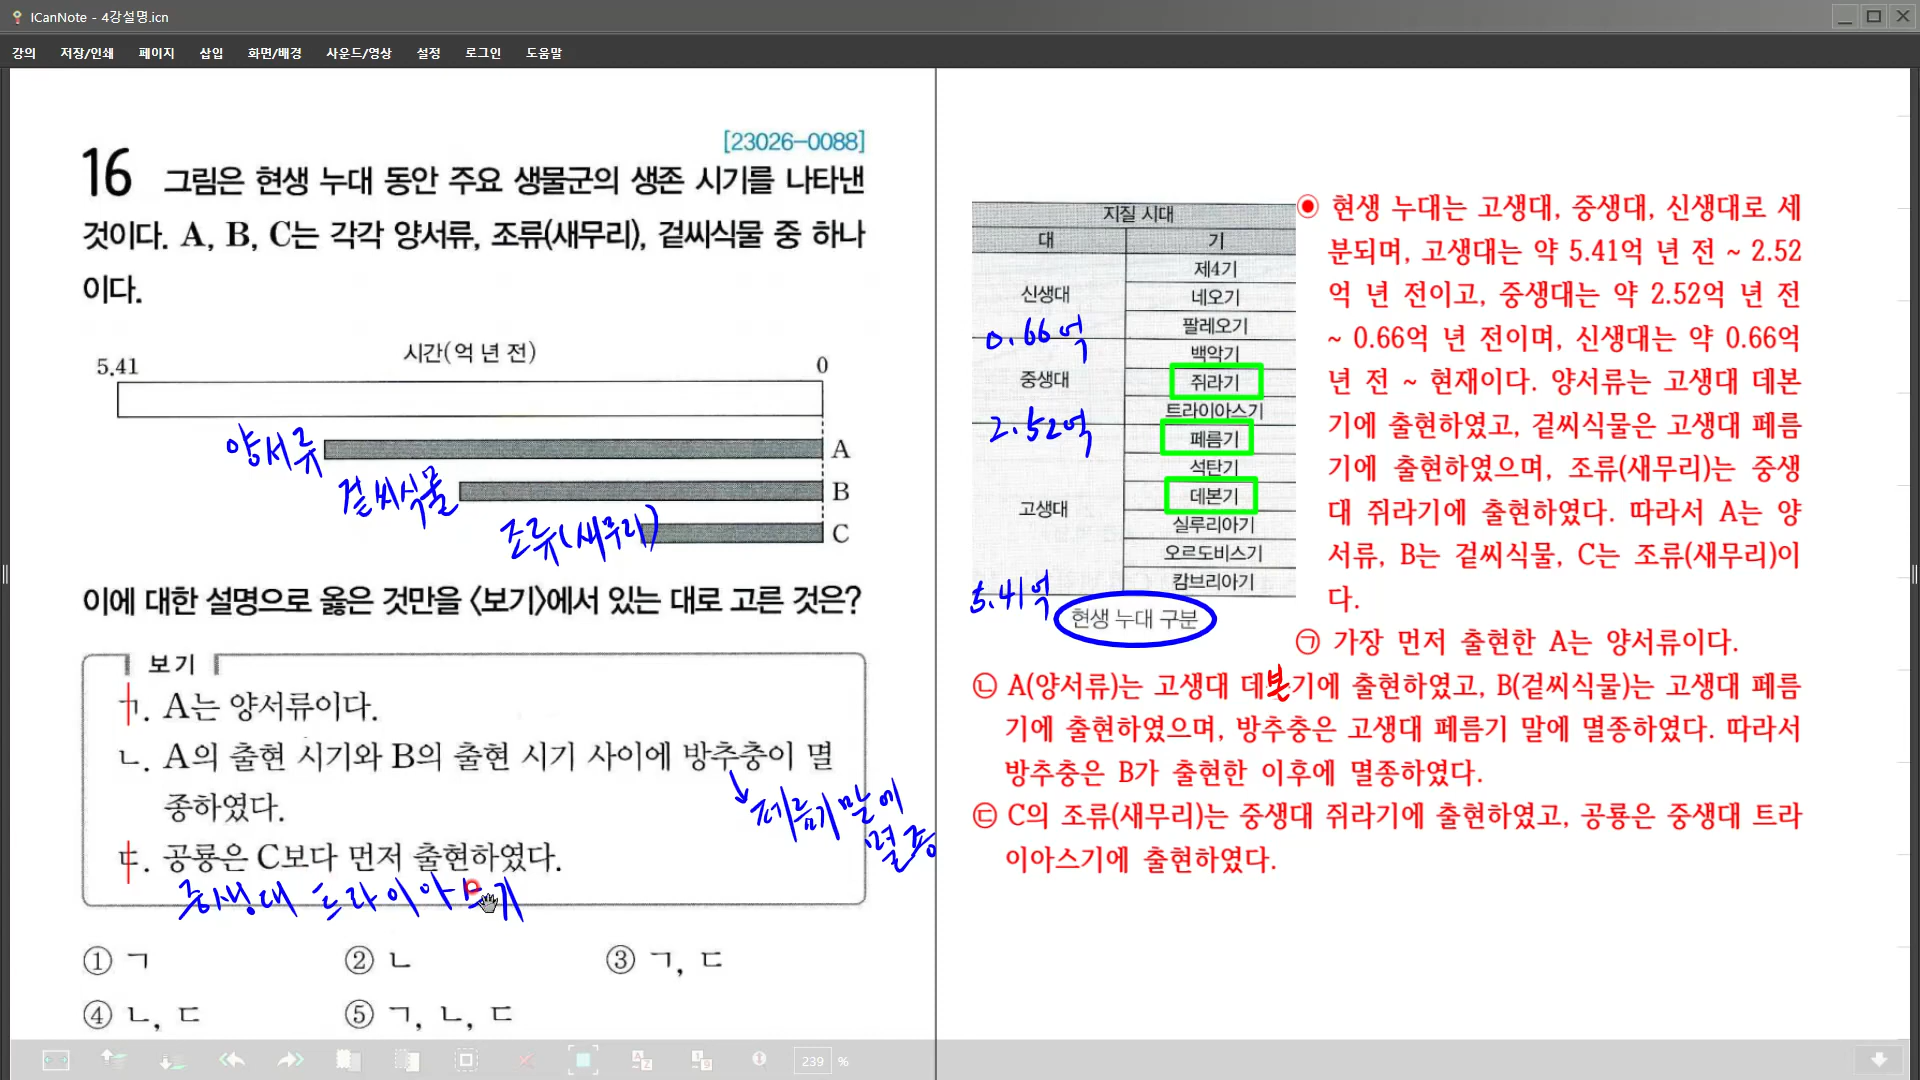 ICanNote - 4강설명.icn
강의 저장/인쇄 페이지 삽입 화면/배경 사운드/영상 설정 로그인 도움말
[23026-0088]
16 그림은 현생 누대 동안 주요 생물군의 생존 시기를 나타낸
것이다. A, B, C는 각각 양서류, 조류(새무리), 겉씨식물 중 하나
이다.
시간(억 년 전)
5.41 0
양서류 A
겉씨식물 B
조류(새무리) C
이에 대한 설명으로 옳은 것만을 〈보기〉에서 있는 대로 고른 것은?
보기
ㄱ. A는 양서류이다.
ㄴ. A의 출현 시기와 B의 출현 시기 사이에 방추충이 멸
종하였다.
페름기 말에
멸종
ㄷ. 공룡은 C보다 먼저 출현하였다.
중생대 트라이아스기
① ㄱ ② ㄴ ③ ㄱ, ㄷ
④ ㄴ, ㄷ ⑤ ㄱ, ㄴ, ㄷ
지질 시대
대 기
제4기
신생대 네오기
팔레오기
0.66억
백악기
중생대 쥐라기
트라이아스기
2.52억
페름기
석탄기
데본기
고생대
실루리아기
오르도비스기
캄브리아기
5.41억
현생 누대 구분
◉ 현생 누대는 고생대, 중생대, 신생대로 세
분되며, 고생대는 약 5.41억 년 전 ~ 2.52
억 년 전이고, 중생대는 약 2.52억 년 전
~ 0.66억 년 전이며, 신생대는 약 0.66억
년 전 ~ 현재이다. 양서류는 고생대 데본
기에 출현하였고, 겉씨식물은 고생대 페름
기에 출현하였으며, 조류(새무리)는 중생
대 쥐라기에 출현하였다. 따라서 A는 양
서류, B는 겉씨식물, C는 조류(새무리)이
다.
㉠ 가장 먼저 출현한 A는 양서류이다.
㉡ A(양서류)는 고생대 데본기에 출현하였고, B(겉씨식물)는 고생대 페름
기에 출현하였으며, 방추충은 고생대 페름기 말에 멸종하였다. 따라서
방추충은 B가 출현한 이후에 멸종하였다.
㉢ C의 조류(새무리)는 중생대 쥐라기에 출현하였고, 공룡은 중생대 트라
이아스기에 출현하였다.
239 %